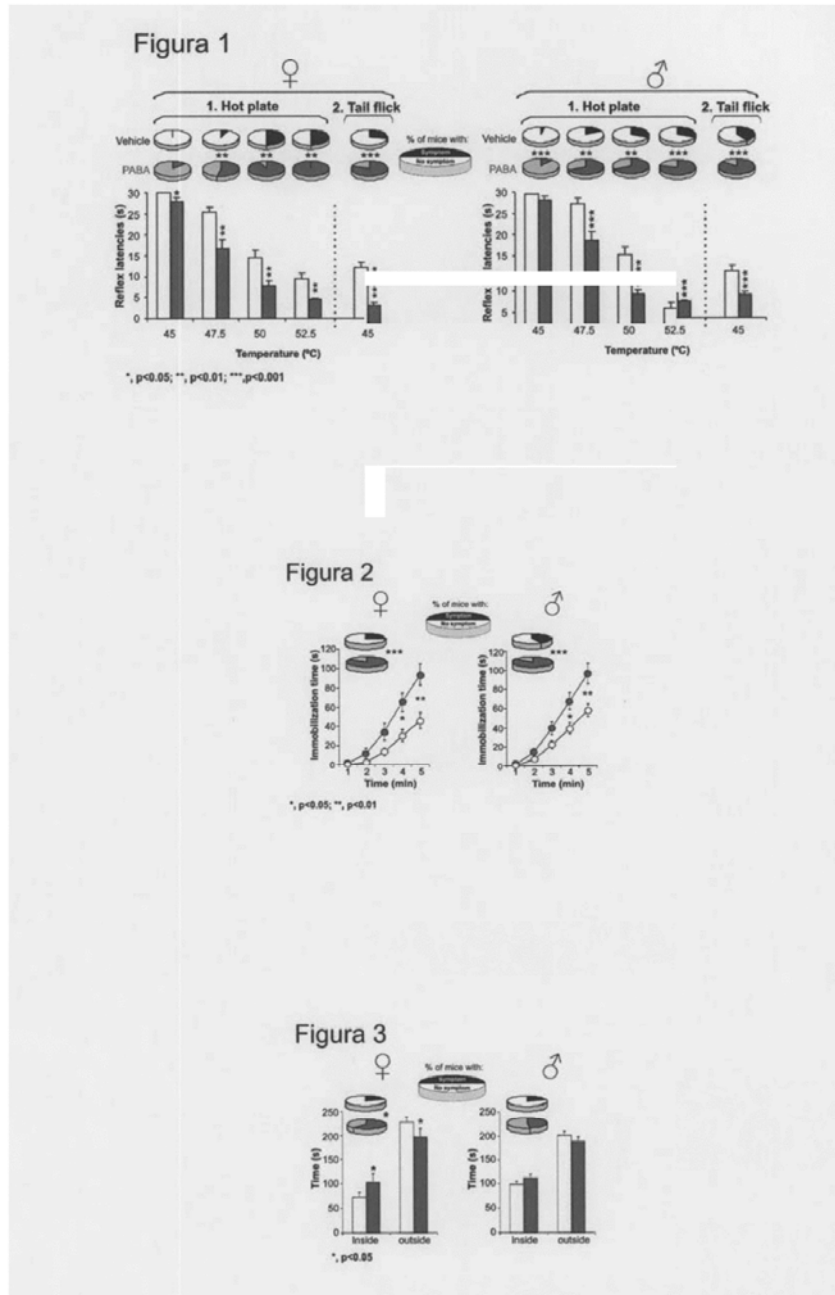 Figura 1
♀
♂
1. Hot plate
2. Tail flick
1. Hot plate
2. Tail flick
Vehicle
% of mice with:
Symptom
No symptom
Vehicle
** ** ** ***
*** ** ** *** ***
PABA
PABA
Reflex latencies (s)
30
25
20
15
10
5
0
45
47.5
50
52.5
45
Temperature (ºC)
Reflex latencies (s)
30
25
20
15
10
5
45
47.5
50
52.5
45
Temperature (ºC)
*, p<0.05; **, p<0.01; ***,p<0.001
Figura 2
♀
% of mice with:
Symptom
No symptom
♂
***
***
Immobilization time (s)
120
100
80
60
40
20
0
* **
1 2 3 4 5
Time (min)
Immobilization time (s)
120
100
80
60
40
20
0
* **
1 2 3 4 5
Time (min)
*, p<0.05; **, p<0.01
Figura 3
♀
% of mice with:
Symptom
No symptom
♂
*
Time (s)
250
200
150
100
50
0
* *
Inside
outside
Time (s)
250
200
150
100
50
0
Inside
outside
*, p<0.05